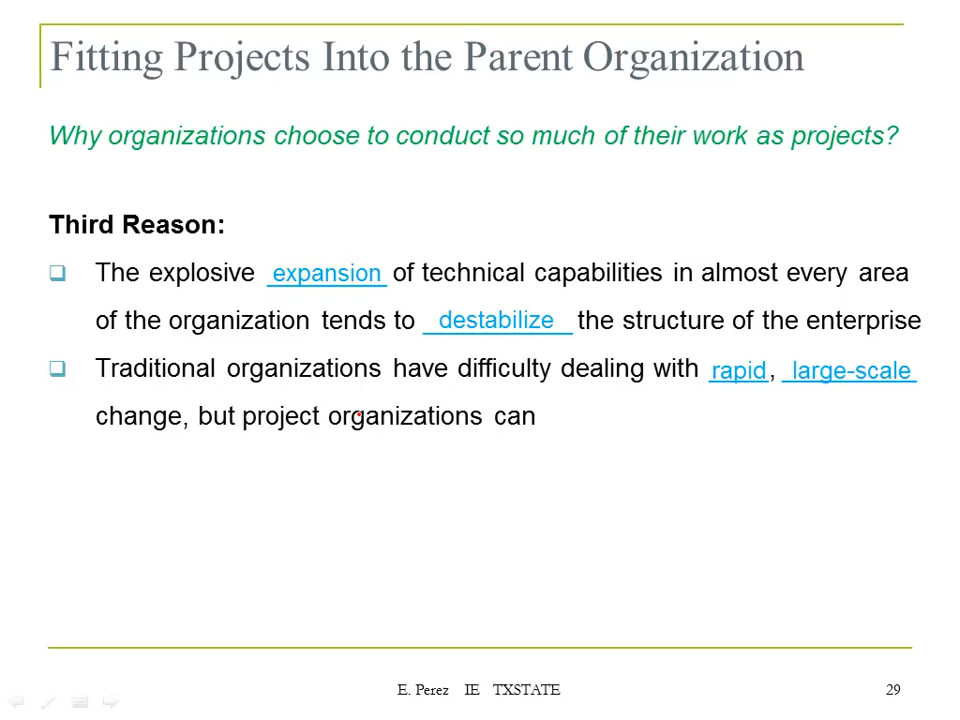 Fitting Projects Into the Parent Organization
Why organizations choose to conduct so much of their work as projects?
Third Reason:
The explosive expansion of technical capabilities in almost every area
of the organization tends to destabilize the structure of the enterprise
Traditional organizations have difficulty dealing with rapid, large-scale
change, but project organizations can
E. Perez IE TXSTATE 29